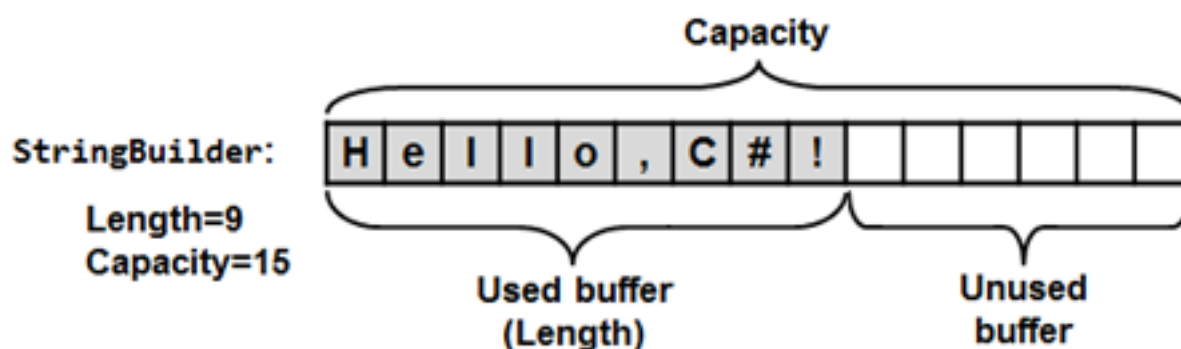 Capacity
StringBuilder: H e l l o , C # !
Length=9
Capacity=15
Used buffer
(Length)
Unused
buffer